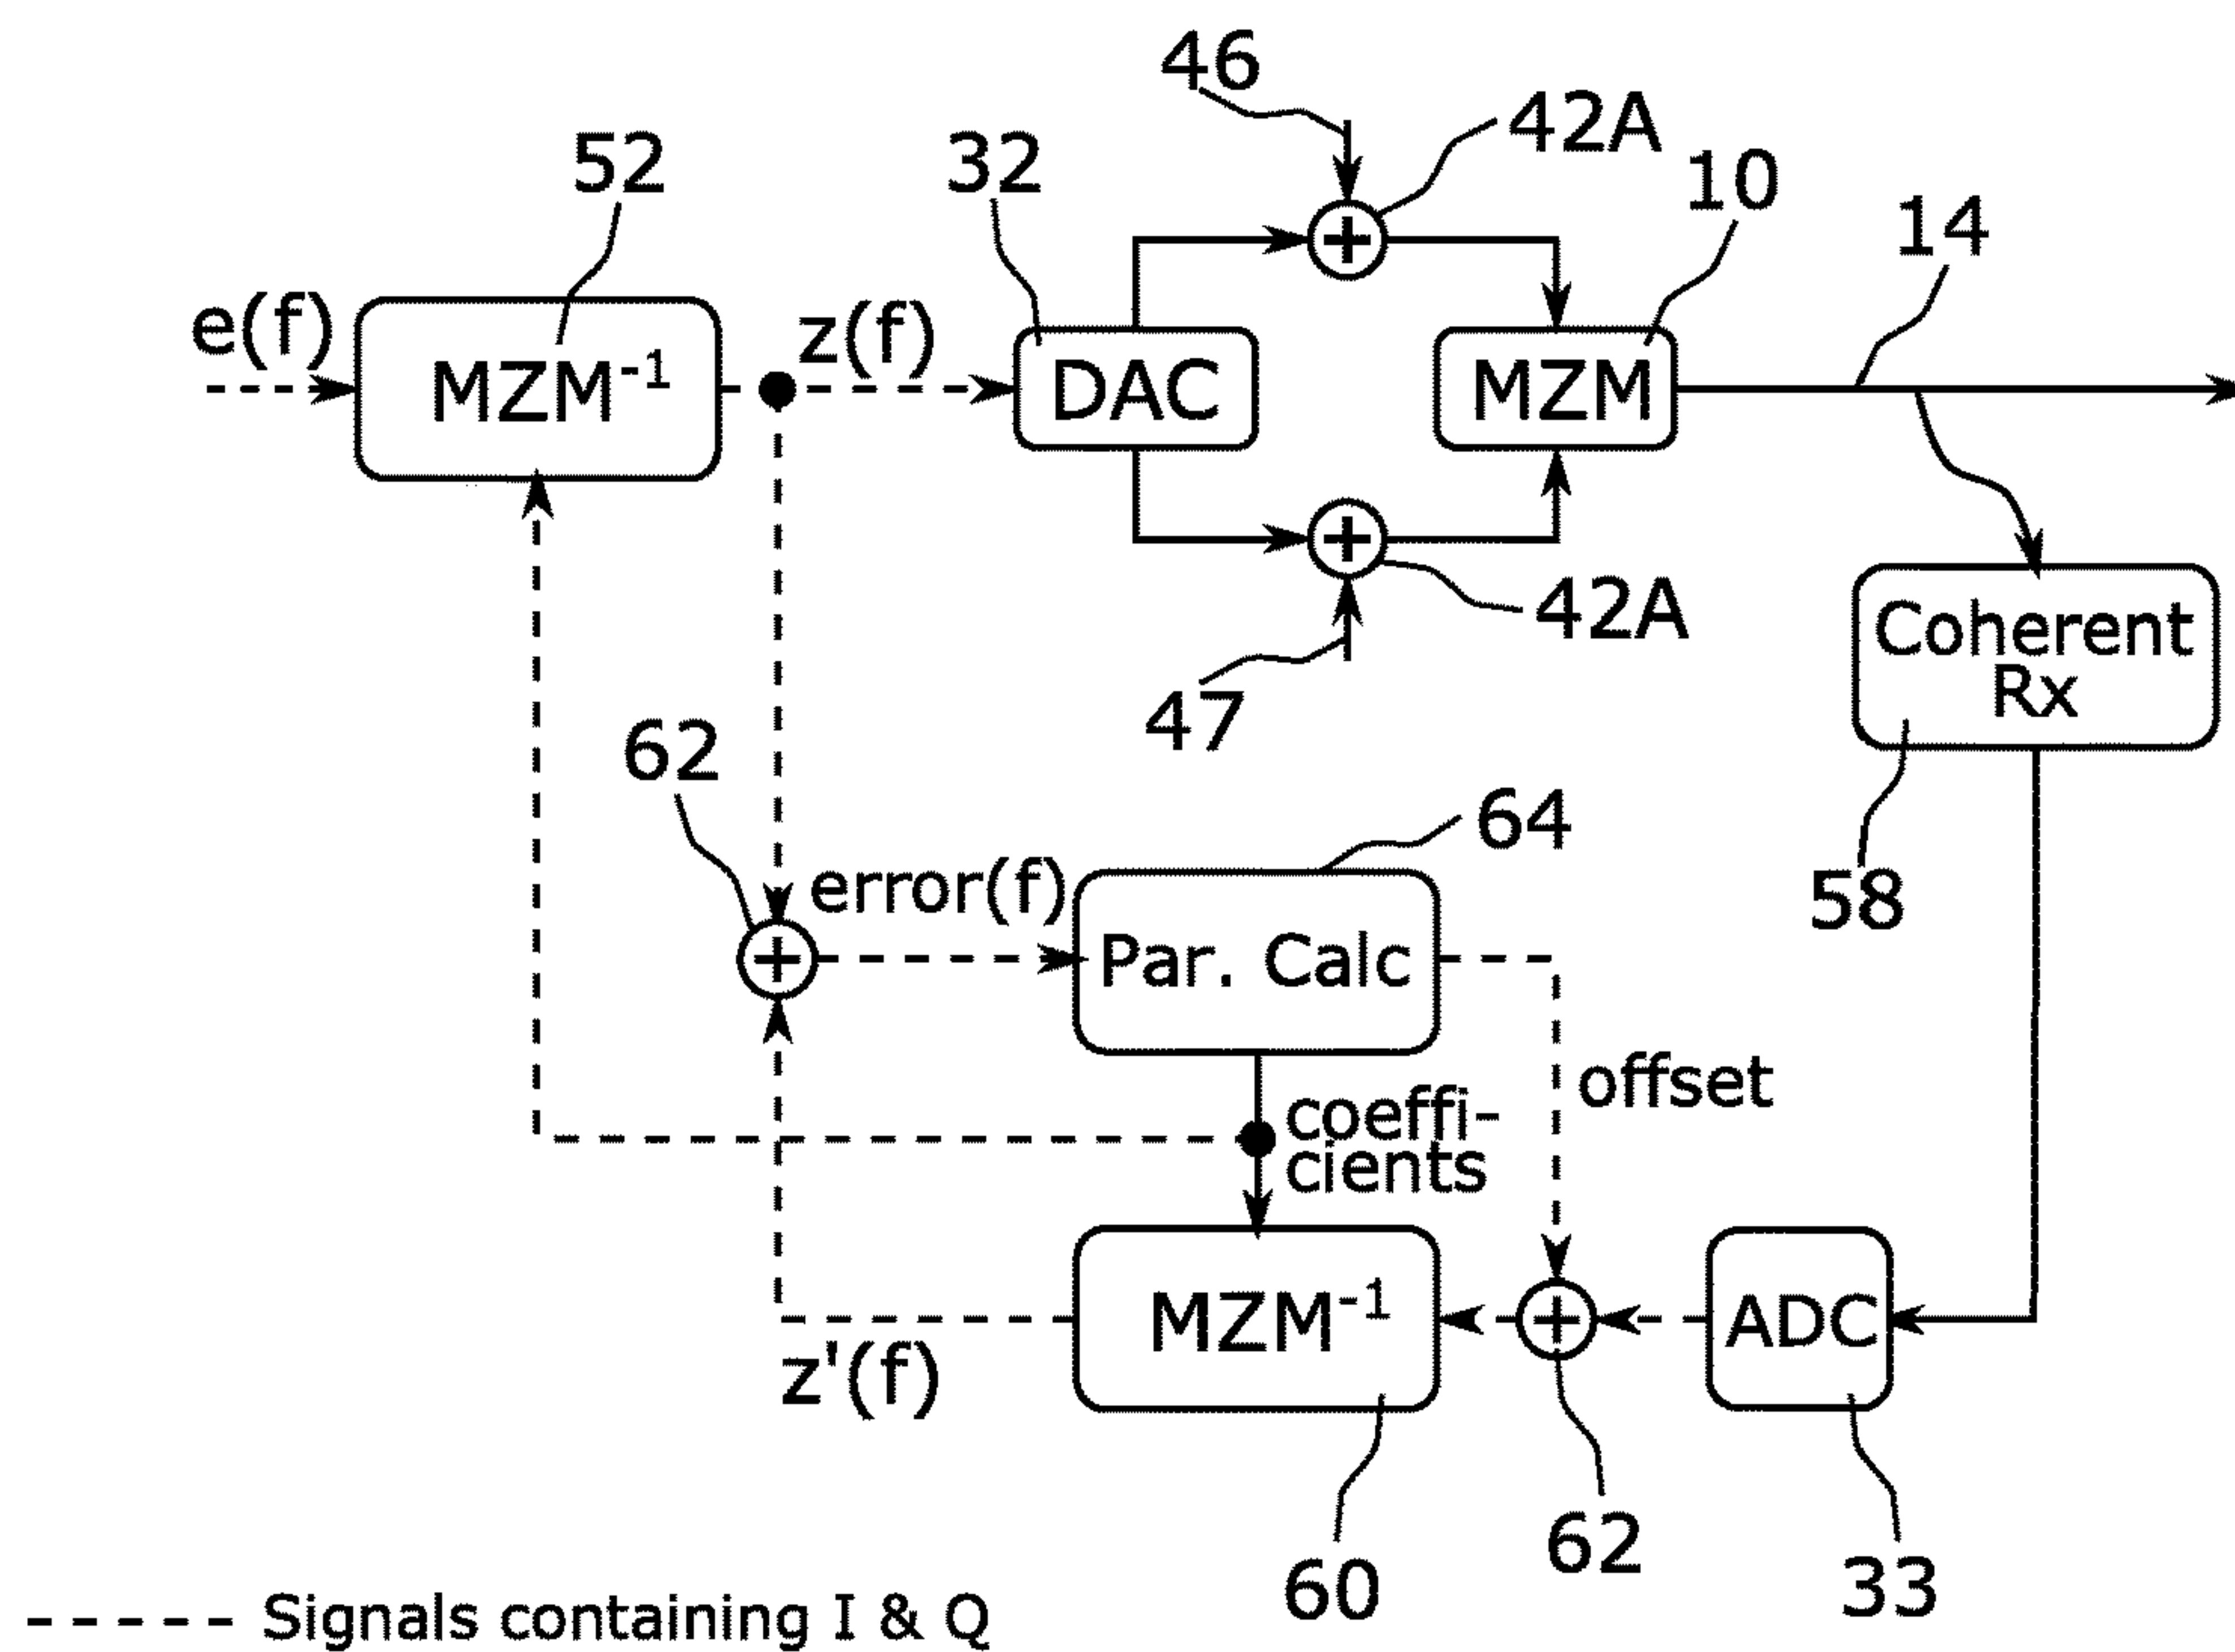 46
42A
52
32
10
14
e(f)
MZM⁻¹
z(f)
DAC
MZM
42A
47
Coherent
Rx
62
64
58
error(f)
Par. Calc
offset
coeffi-
cients
MZM⁻¹
ADC
z'(f)
62
60
33
Signals containing I & Q